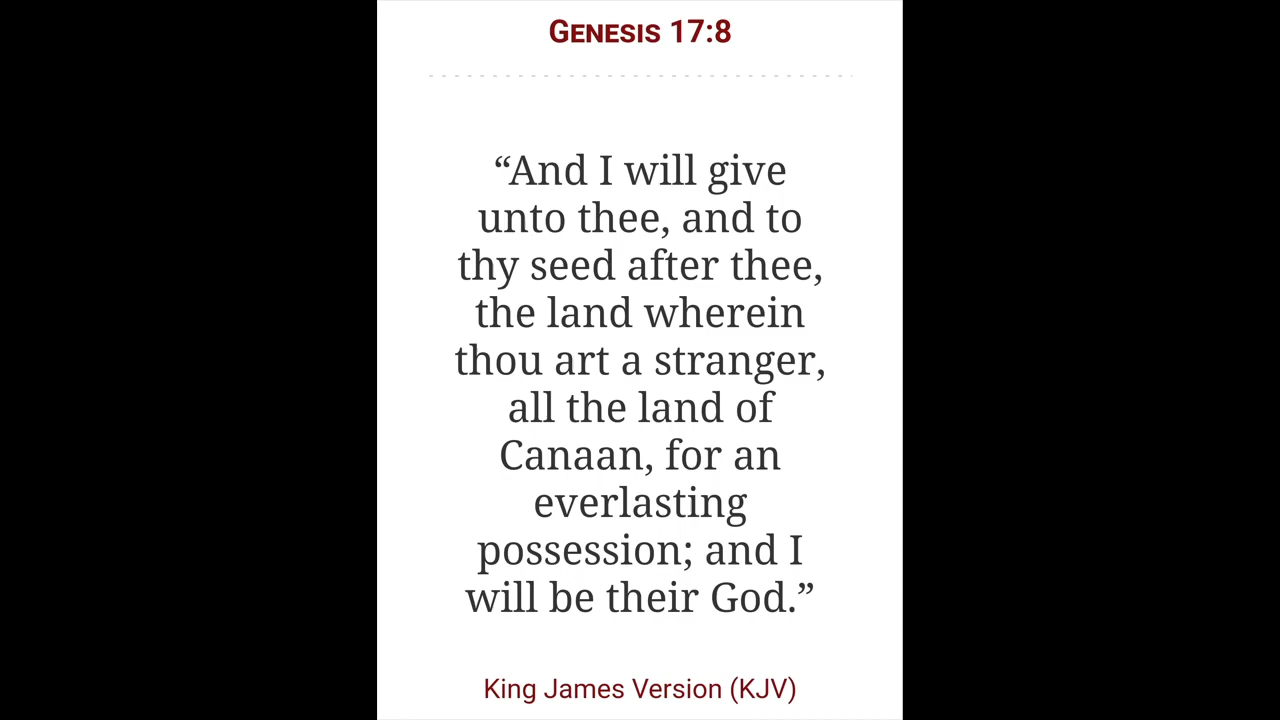 GENESIS 17:8
“And I will give
unto thee, and to
thy seed after thee,
the land wherein
thou art a stranger,
all the land of
Canaan, for an
everlasting
possession; and I
will be their God.”
King James Version (KJV)